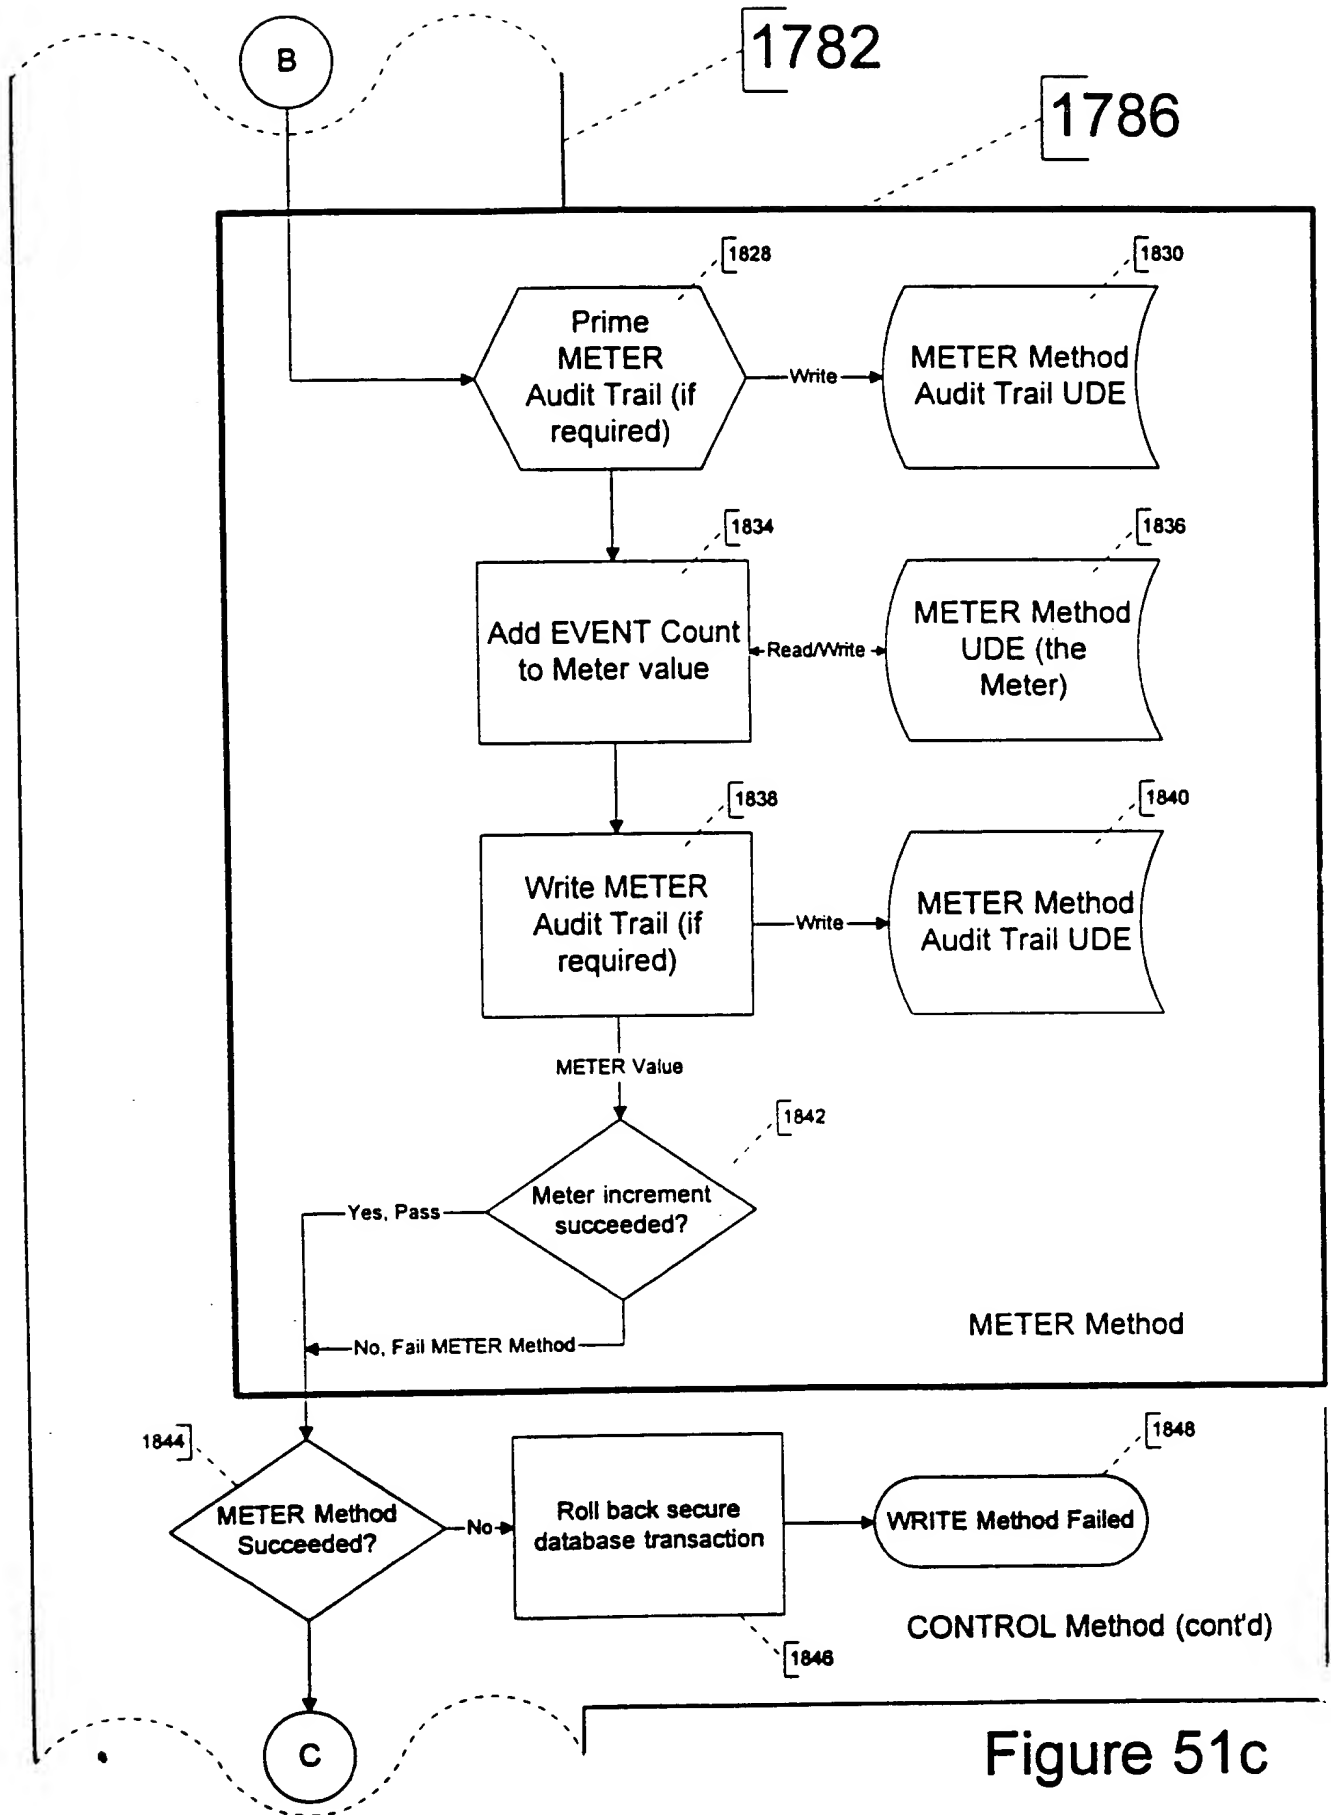 B
1782
1786
1828
Prime
METER
Audit Trail (if
required)
Write
1830
METER Method
Audit Trail UDE
1834
Add EVENT Count
to Meter value
Read/Write
1836
METER Method
UDE (the
Meter)
1838
Write METER
Audit Trail (if
required)
Write
1840
METER Method
Audit Trail UDE
METER Value
1842
Meter increment
succeeded?
Yes, Pass
No, Fail METER Method
METER Method
1844
METER Method
Succeeded?
No
Roll back secure
database transaction
1846
1848
WRITE Method Failed
CONTROL Method (cont'd)
C
Figure 51c